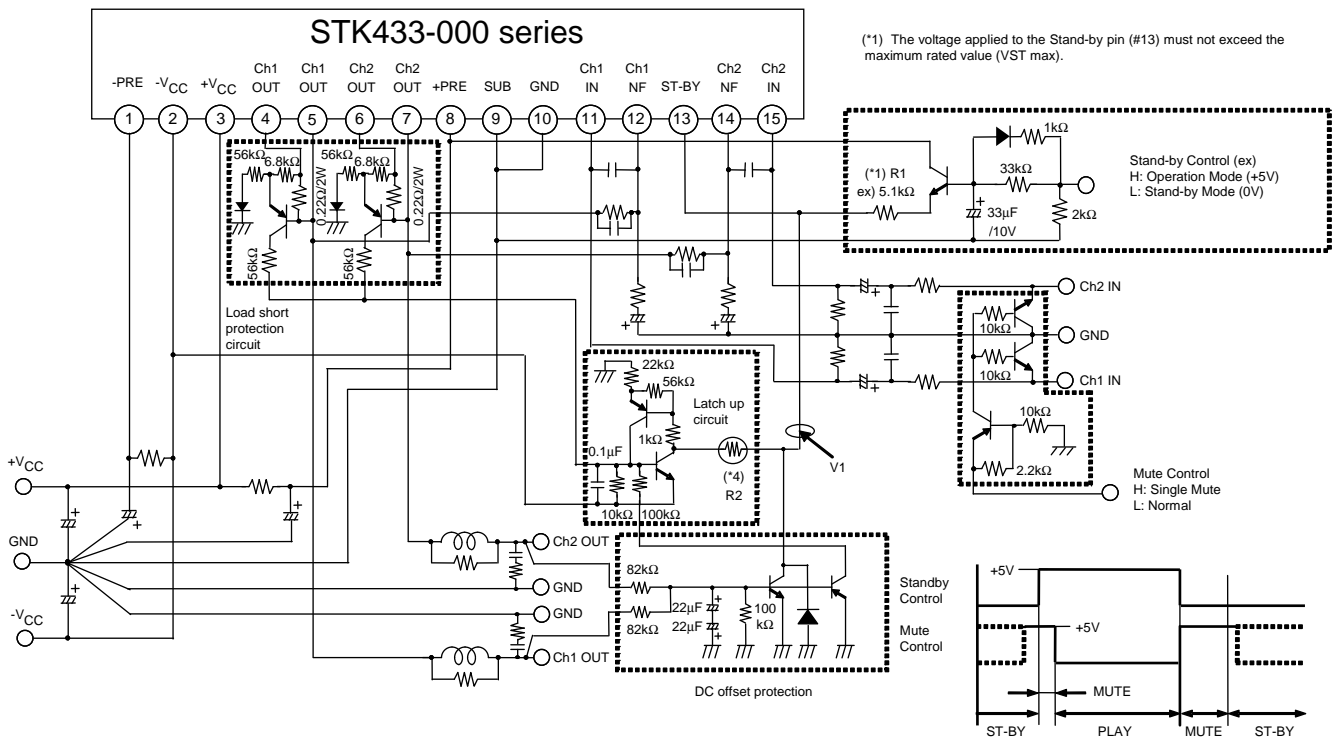 STK433-000 series
(*1) The voltage applied to the Stand-by pin (#13) must not exceed the
maximum rated value (VST max).
-PRE
-VCC
+VCC
Ch1
OUT
Ch1
OUT
Ch2
OUT
Ch2
OUT
+PRE
SUB
GND
Ch1
IN
Ch1
NF
ST-BY
Ch2
NF
Ch2
IN
1
2
3
4
5
6
7
8
9
10
11
12
13
14
15
56kΩ
6.8kΩ
56kΩ
6.8kΩ
0.22Ω/2W
0.22Ω/2W
56kΩ
56kΩ
Load short
protection
circuit
(*1) R1
ex) 5.1kΩ
1kΩ
33kΩ
+
33μF
/10V
2kΩ
Stand-by Control (ex)
H: Operation Mode (+5V)
L: Stand-by Mode (0V)
+
+
+
+
Ch2 IN
GND
Ch1 IN
10kΩ
10kΩ
10kΩ
2.2kΩ
Mute Control
H: Single Mute
L: Normal
22kΩ
56kΩ
Latch up
circuit
1kΩ
0.1μF
(*4)
R2
10kΩ
100kΩ
V1
+VCC
GND
-VCC
+
+
+
+
Ch2 OUT
GND
GND
Ch1 OUT
82kΩ
82kΩ
22μF
+
22μF
+
100
kΩ
DC offset protection
Standby
Control
Mute
Control
+5V
+5V
MUTE
ST-BY
PLAY
MUTE
ST-BY